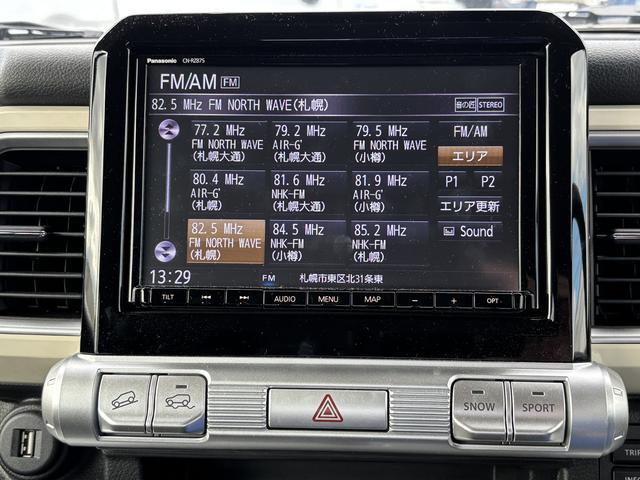 Panasonic CN-RZ875
FM/AM FM
82.5 MHz FM NORTH WAVE(札幌) 音の匠 STEREO
77.2 MHz
FM NORTH WAVE
(札幌大通)
79.2 MHz
AIR-G'
(札幌大通)
79.5 MHz
FM NORTH WAVE
(小樽)
80.4 MHz
AIR-G'
(札幌)
81.6 MHz
NHK-FM
(札幌大通)
81.9 MHz
AIR-G'
(小樽)
82.5 MHz
FM NORTH WAVE
(札幌)
84.5 MHz
NHK-FM
(小樽)
85.2 MHz
NHK-FM
(札幌)
FM/AM
エリア
P1 P2
エリア更新
Sound
13:29 FM 札幌市東区北31条東
TILT AUDIO MENU MAP − + OPT
SNOW SPORT
TRIP
INFO